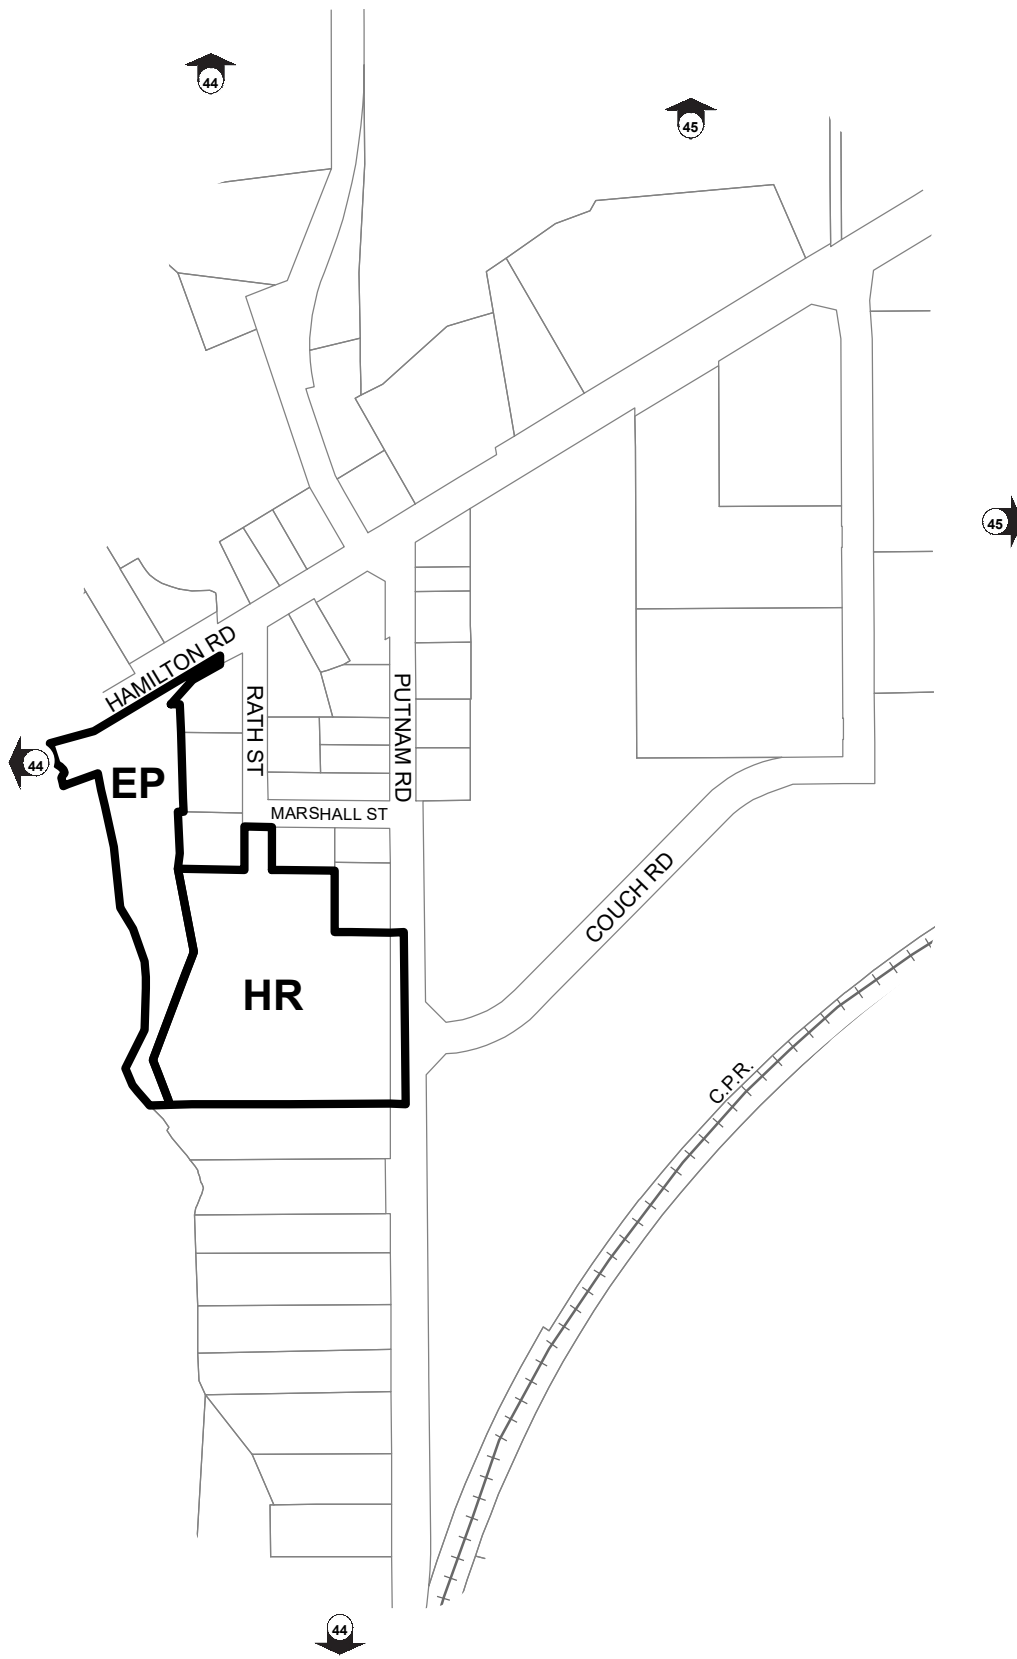 44
45
45
HAMILTON RD
RATH ST
PUTNAM RD
44
EP
MARSHALL ST
COUCH RD
HR
C.P.R.
44